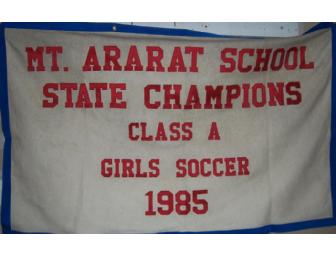 MT. ARARAT SCHOOL
STATE CHAMPIONS
CLASS A
GIRLS SOCCER
1985